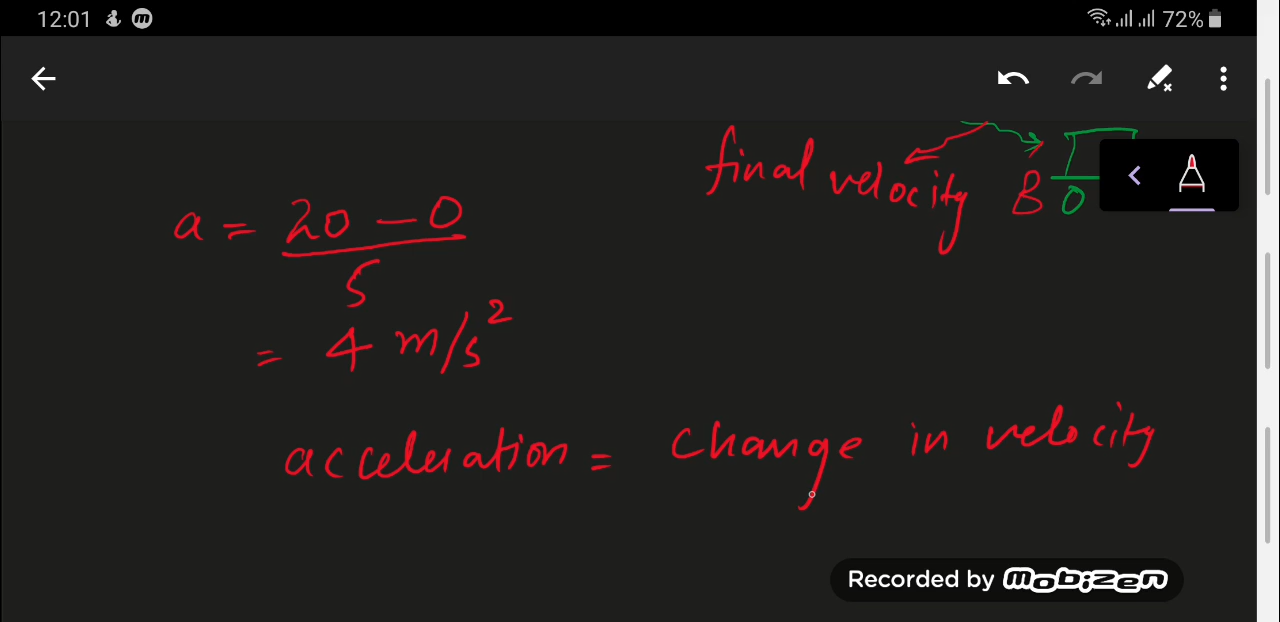 12:01 72%
final velocity B 0
a = 20 - 0
5
= 4 m/s²
acceleration = change in velocity
Recorded by mobizen